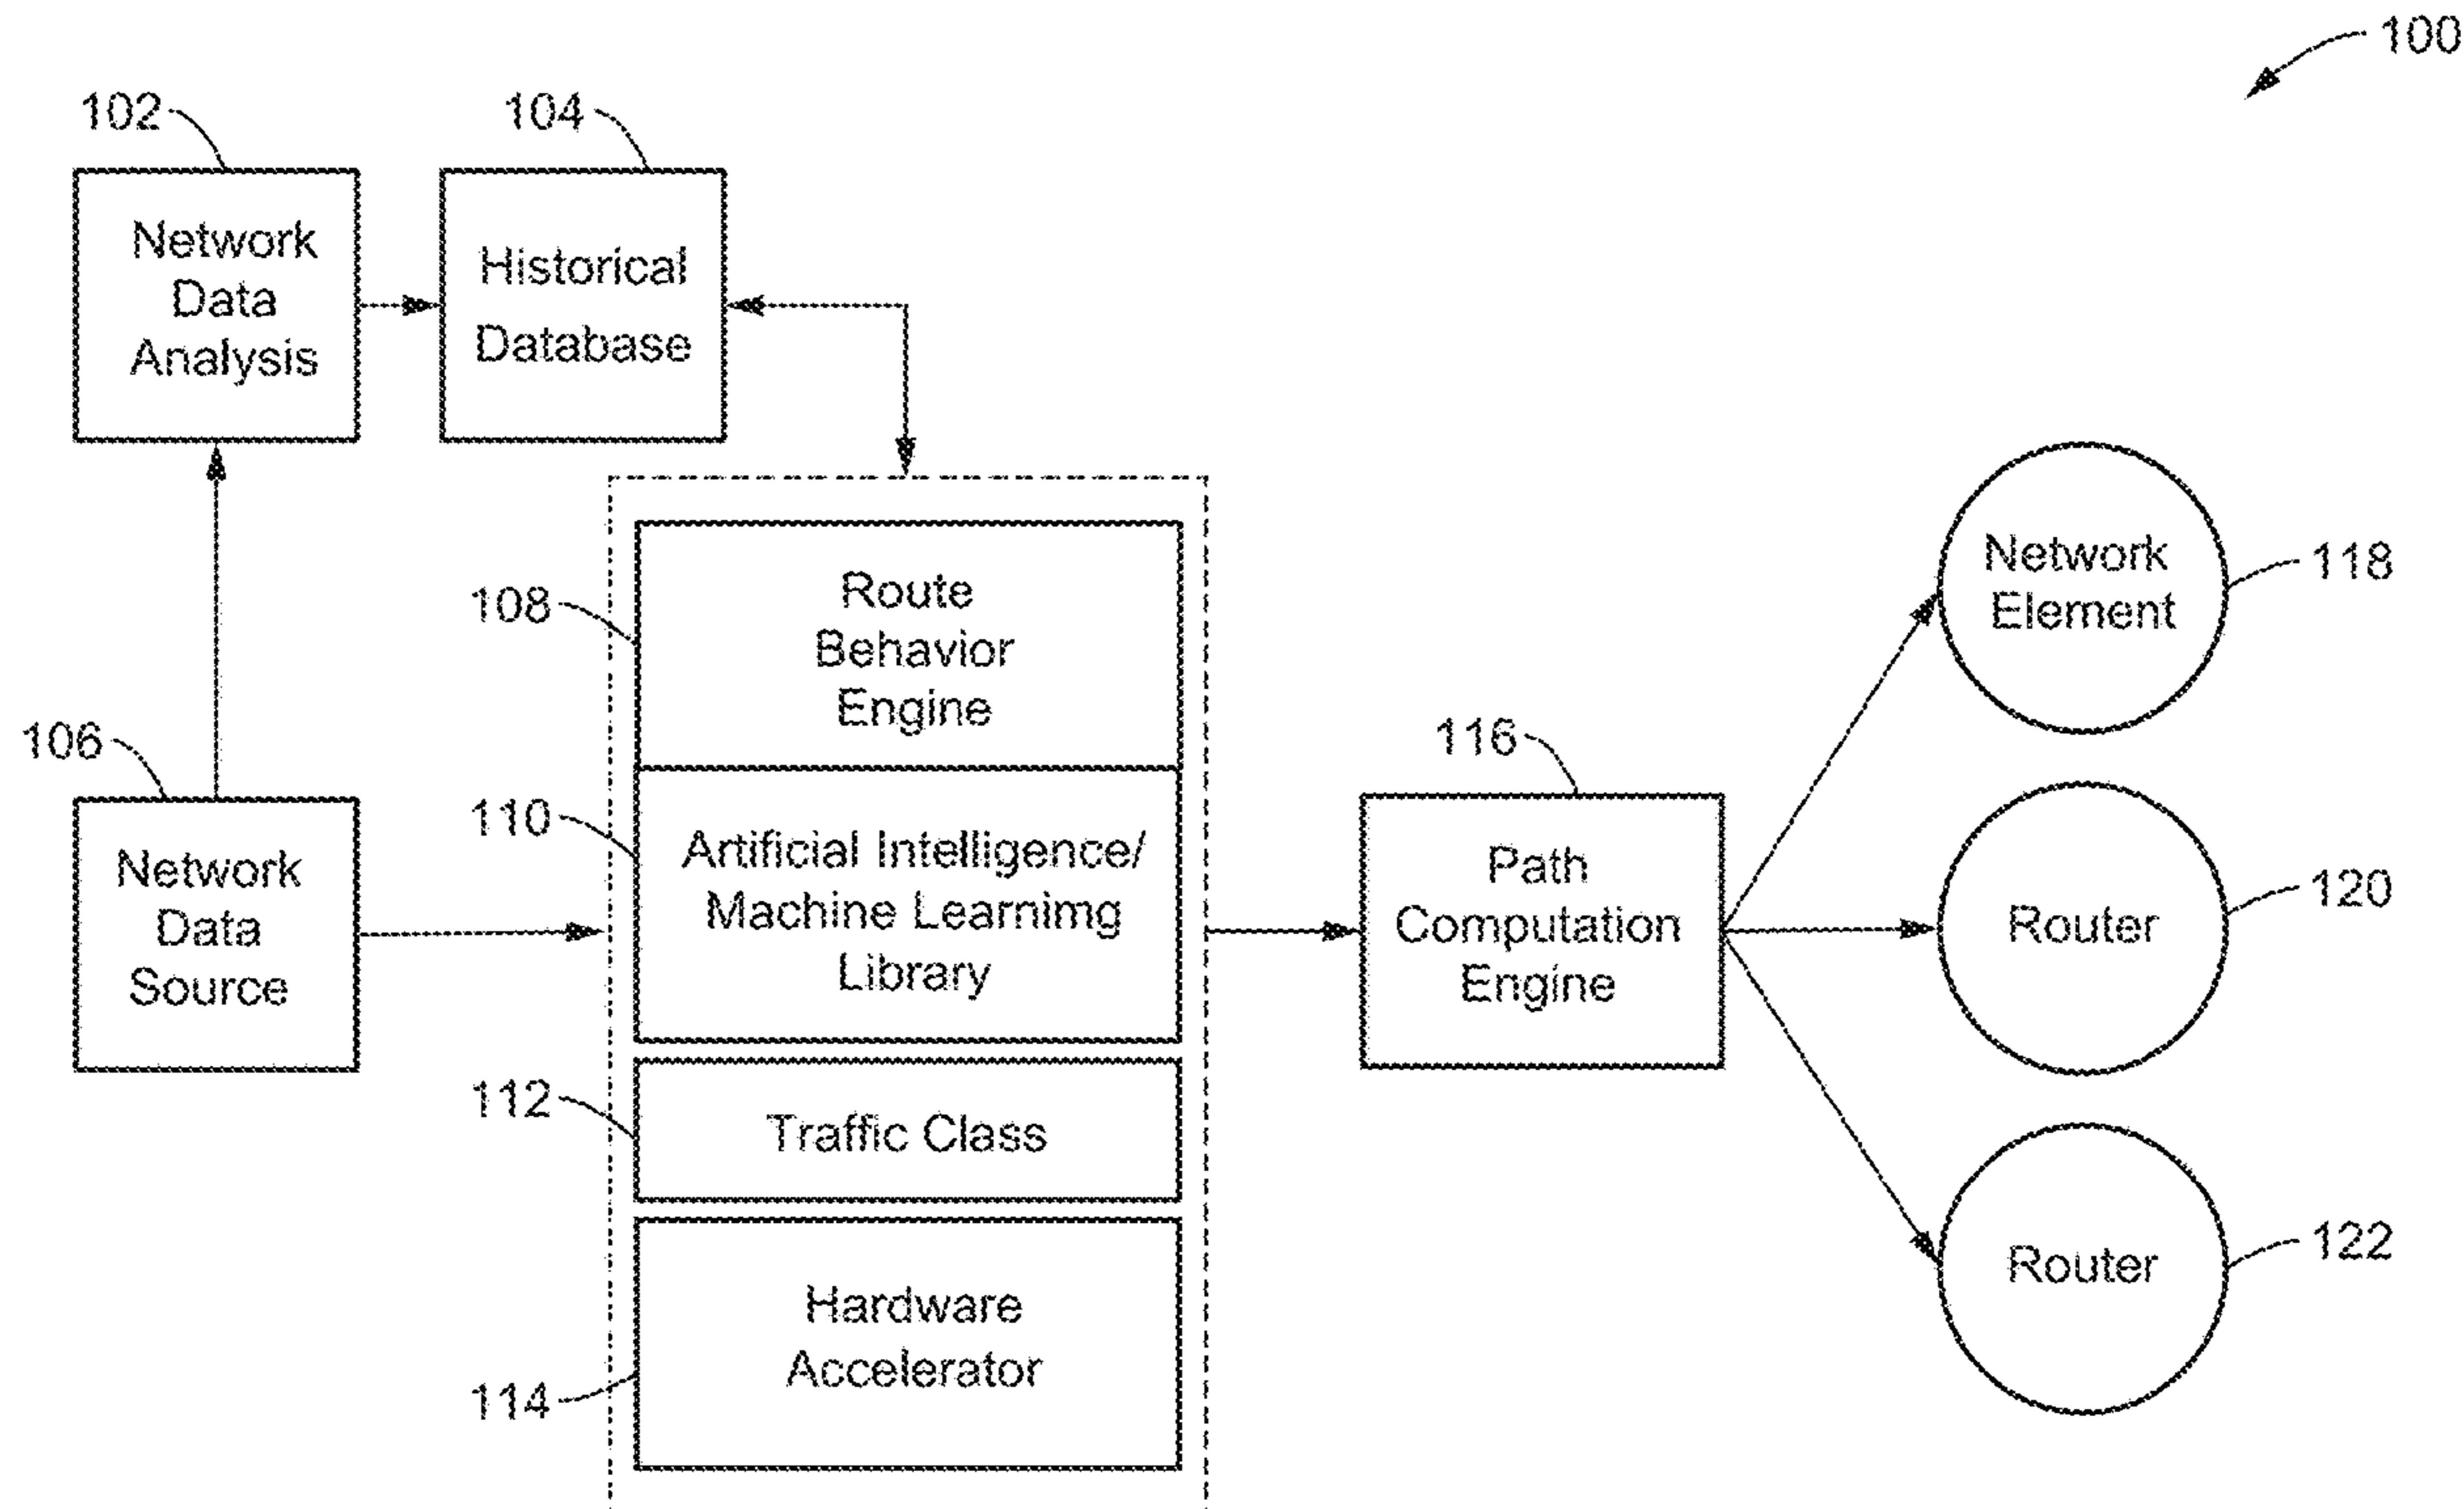 100
102
104
Network
Data
Analysis
Historical
Database
106
Network
Data
Source
108
Route
Behavior
Engine
110
Artificial Intelligence/
Machine Learnimg
Library
112
Traffic Class
114
Hardware
Accelerator
116
Path
Computation
Engine
Network
Element
118
Router
120
Router
122